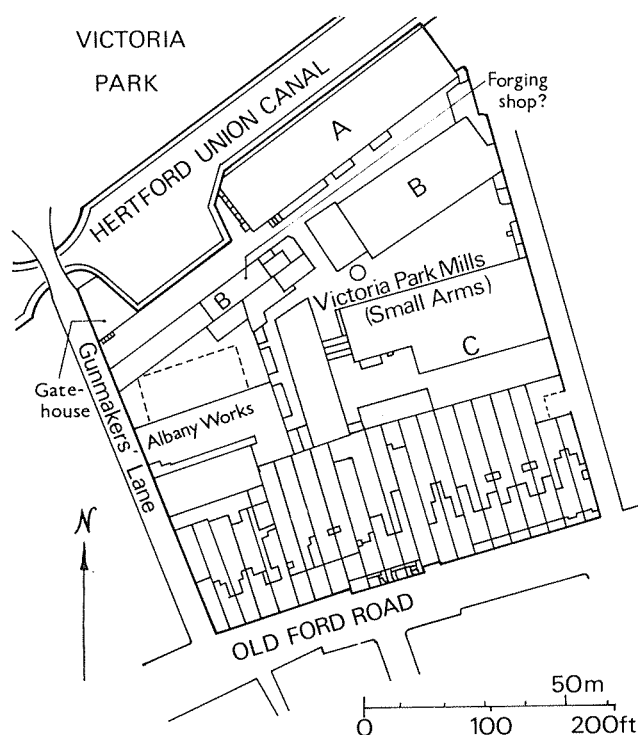 VICTORIA
PARK
HERTFORD UNION CANAL
Forging
shop?
A
B
B
Victoria Park Mills
(Small Arms)
C
Gate-
house
Gunmakers' Lane
Albany Works
N
OLD FORD ROAD
50m
0 100 200ft